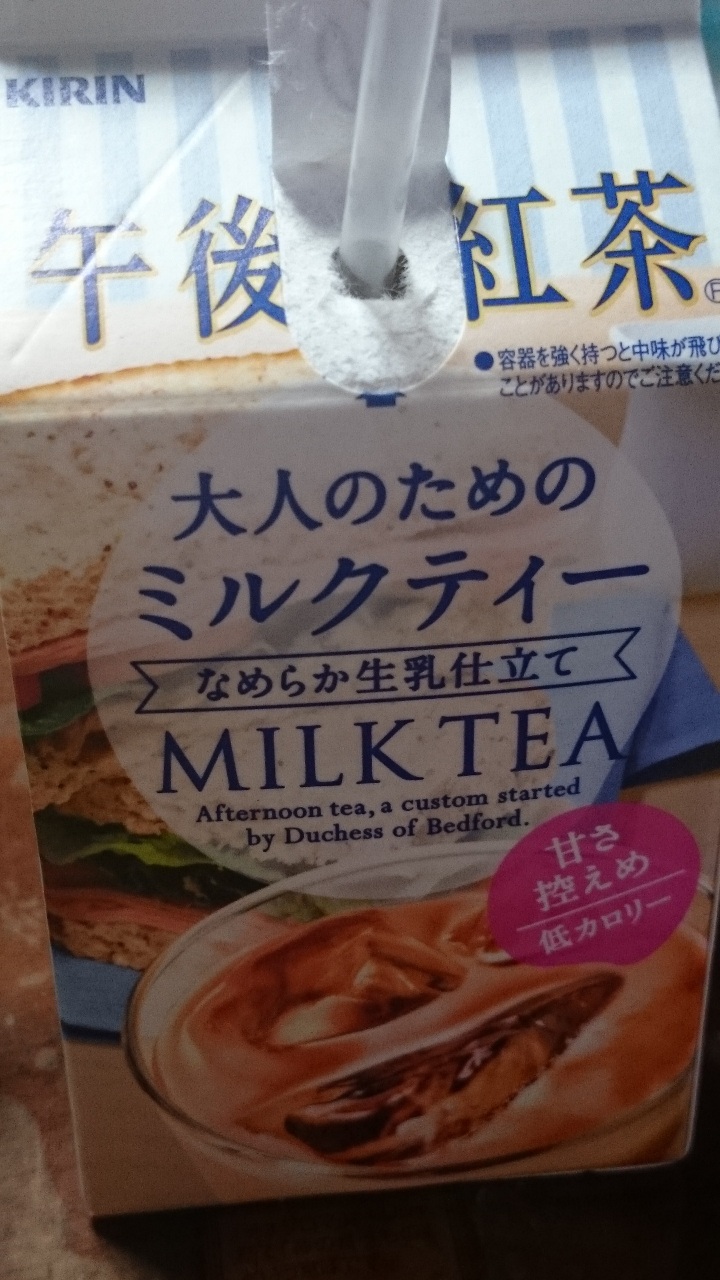 KIRIN
午後 紅茶
●容器を強く持つと中味が飛び
ことがありますのでご注意くだ
大人のための
ミルクティー
なめらか生乳仕立て
MILK TEA
Afternoon tea, a custom started
by Duchess of Bedford.
甘さ
控えめ
低カロリー